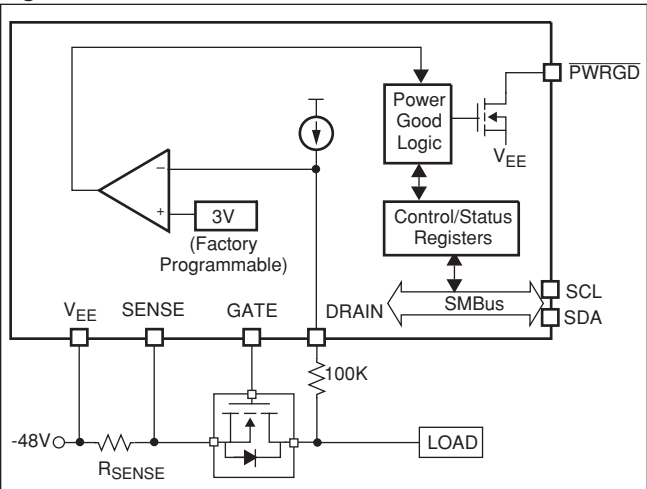 PWRGD
Power
Good
Logic
VEE
−
+
3V
(Factory
Programmable)
Control/Status
Registers
SCL
SMBus
SDA
VEE
SENSE
GATE
DRAIN
100K
-48V
RSENSE
LOAD